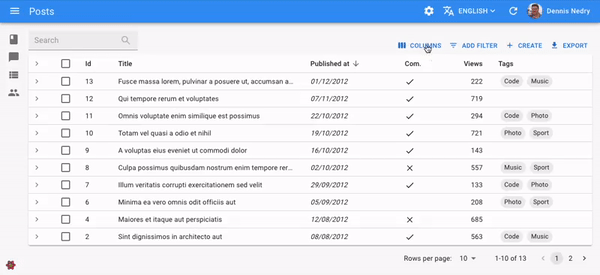 Posts ENGLISH Dennis Nedry
Search COLUMNS ADD FILTER CREATE EXPORT
Id Title Published at Com. Views Tags
13 Fusce massa lorem, pulvinar a posuere ut, accumsan a... 01/12/2012 222 Code Music
12 Qui tempore rerum et voluptates 07/11/2012 719
11 Omnis voluptate enim similique est possimus 22/10/2012 294 Code Photo
10 Totam vel quasi a odio et nihil 19/10/2012 721 Photo Sport
9 A voluptas eius eveniet ut commodi dolor 16/10/2012 143
8 Culpa possimus quibusdam nostrum enim tempore rer... 02/10/2012 557 Music Sport
7 Illum veritatis corrupti exercitationem sed velit 29/09/2012 133 Code Photo
6 Minima ea vero omnis odit officiis aut 05/09/2012 208 Photo Sport
4 Maiores et itaque aut perspiciatis 12/08/2012 685
2 Sint dignissimos in architecto aut 08/08/2012 563 Code Music
Rows per page: 10 1-10 of 13 1 2